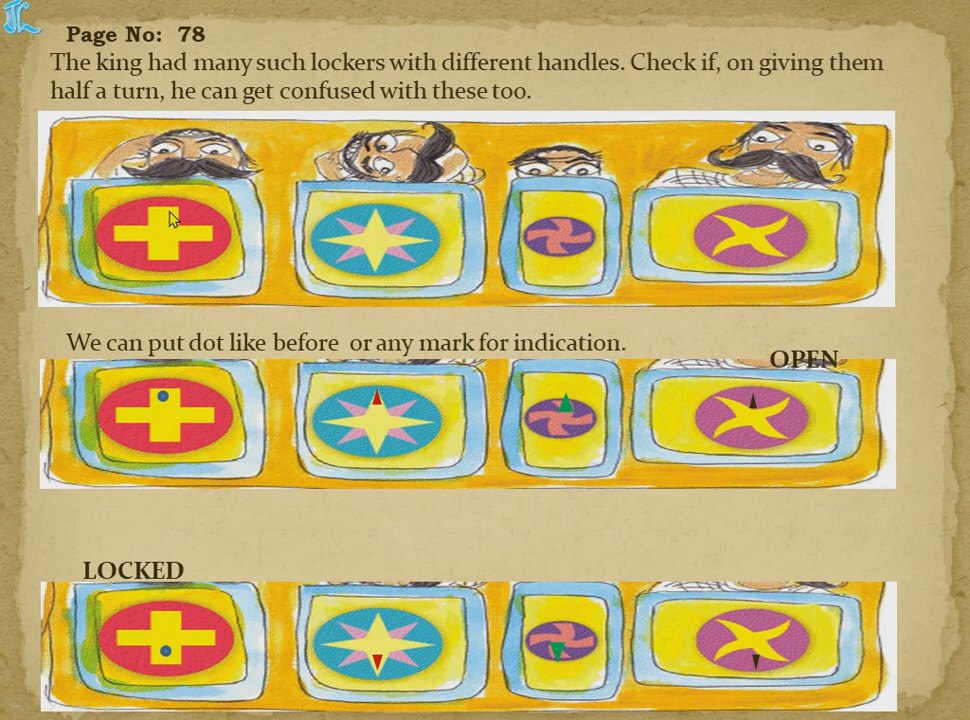 JL
Page No: 78
The king had many such lockers with different handles. Check if, on giving them
half a turn, he can get confused with these too.
We can put dot like before or any mark for indication.
OPEN
LOCKED